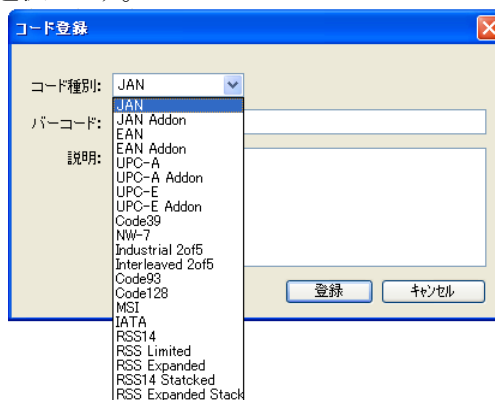 コード登録
コード種別: JAN
JAN
JAN Addon
バーコード:
EAN
EAN Addon
説明:
UPC-A
UPC-A Addon
UPC-E
UPC-E Addon
Code39
NW-7
Industrial 2of5
Interleaved 2of5
Code93
Code128
登録 キャンセル
MSI
IATA
RSS14
RSS Limited
RSS Expanded
RSS14 Statcked
RSS Expanded Stack